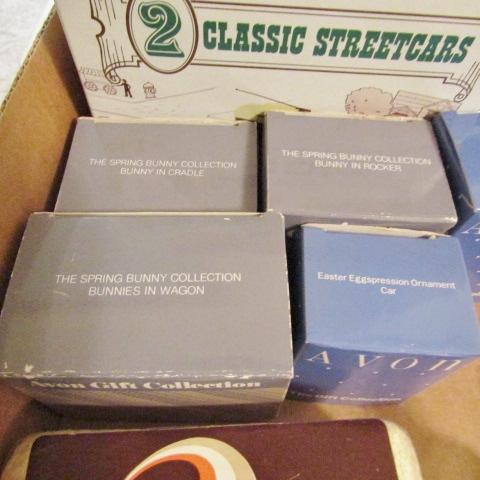 2 CLASSIC STREETCARS
THE SPRING BUNNY COLLECTION
BUNNY IN CRADLE
THE SPRING BUNNY COLLECTION
BUNNY IN ROCKER
THE SPRING BUNNY COLLECTION
BUNNIES IN WAGON
Avon Gift Collection
Easter Eggspression Ornament
Car
AVON